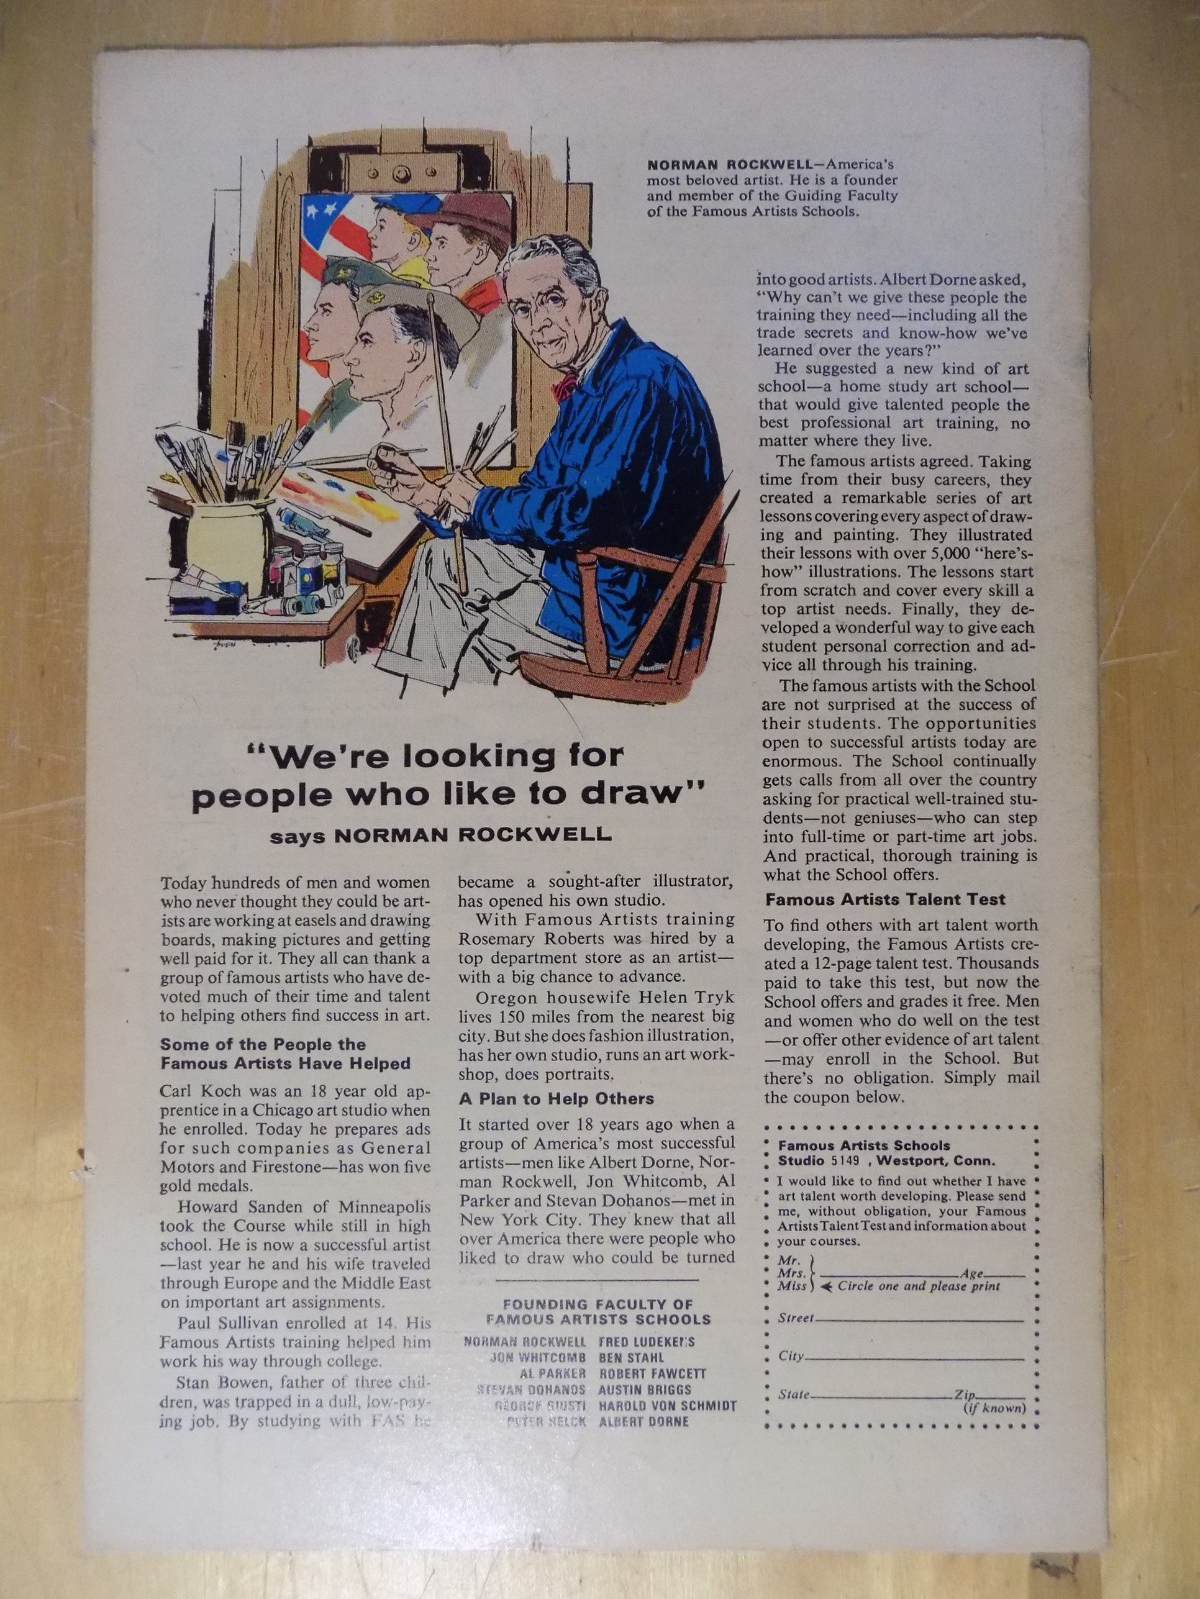 NORMAN ROCKWELL—America's
most beloved artist. He is a founder
and member of the Guiding Faculty
of the Famous Artists Schools.
"We're looking for
people who like to draw"
says NORMAN ROCKWELL
Today hundreds of men and women
who never thought they could be art-
ists are working at easels and drawing
boards, making pictures and getting
well paid for it. They all can thank a
group of famous artists who have de-
voted much of their time and talent
to helping others find success in art.
Some of the People the
Famous Artists Have Helped
Carl Koch was an 18 year old ap-
prentice in a Chicago art studio when
he enrolled. Today he prepares ads
for such companies as General
Motors and Firestone—has won five
gold medals.
Howard Sanden of Minneapolis
took the Course while still in high
school. He is now a successful artist
—last year he and his wife traveled
through Europe and the Middle East
on important art assignments.
Paul Sullivan enrolled at 14. His
Famous Artists training helped him
work his way through college.
Stan Bowen, father of three chil-
dren, was trapped in a dull, low-pay-
ing job. By studying with FAS he
became a sought-after illustrator,
has opened his own studio.
With Famous Artists training
Rosemary Roberts was hired by a
top department store as an artist—
with a big chance to advance.
Oregon housewife Helen Tryk
lives 150 miles from the nearest big
city. But she does fashion illustration,
has her own studio, runs an art work-
shop, does portraits.
A Plan to Help Others
It started over 18 years ago when a
group of America's most successful
artists—men like Albert Dorne, Nor-
man Rockwell, Jon Whitcomb, Al
Parker and Stevan Dohanos—met in
New York City. They knew that all
over America there were people who
liked to draw who could be turned
FOUNDING FACULTY OF
FAMOUS ARTISTS SCHOOLS
NORMAN ROCKWELL FRED LUDEKENS
JON WHITCOMB BEN STAHL
AL PARKER ROBERT FAWCETT
STEVAN DOHANOS AUSTIN BRIGGS
GEORGE GIUSTI HAROLD VON SCHMIDT
PETER HELCK ALBERT DORNE
into good artists. Albert Dorne asked,
"Why can't we give these people the
training they need—including all the
trade secrets and know-how we've
learned over the years?"
He suggested a new kind of art
school—a home study art school—
that would give talented people the
best professional art training, no
matter where they live.
The famous artists agreed. Taking
time from their busy careers, they
created a remarkable series of art
lessons covering every aspect of draw-
ing and painting. They illustrated
their lessons with over 5,000 "here's-
how" illustrations. The lessons start
from scratch and cover every skill a
top artist needs. Finally, they de-
veloped a wonderful way to give each
student personal correction and ad-
vice all through his training.
The famous artists with the School
are not surprised at the success of
their students. The opportunities
open to successful artists today are
enormous. The School continually
gets calls from all over the country
asking for practical well-trained stu-
dents—not geniuses—who can step
into full-time or part-time art jobs.
And practical, thorough training is
what the School offers.
Famous Artists Talent Test
To find others with art talent worth
developing, the Famous Artists cre-
ated a 12-page talent test. Thousands
paid to take this test, but now the
School offers and grades it free. Men
and women who do well on the test
—or offer other evidence of art talent
—may enroll in the School. But
there's no obligation. Simply mail
the coupon below.
Famous Artists Schools
Studio 5149 , Westport, Conn.
I would like to find out whether I have
art talent worth developing. Please send
me, without obligation, your Famous
Artists Talent Test and information about
your courses.
Mr.
Mrs. Age
Miss Circle one and please print
Street
City
State Zip
(if known)